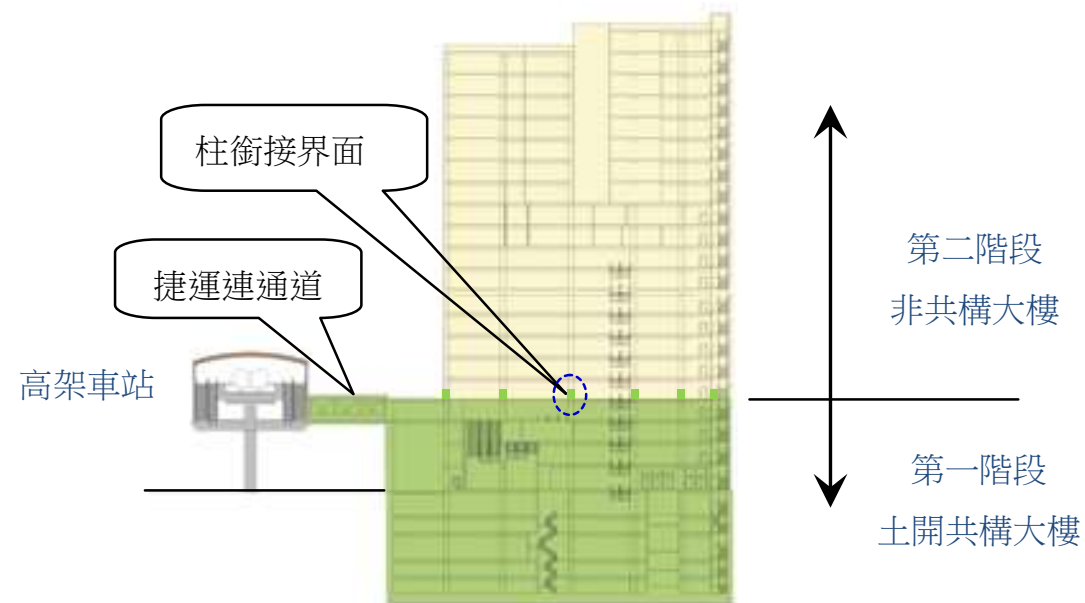 柱銜接界面
捷運連通道
高架車站
第二階段
非共構大樓
第一階段
土開共構大樓